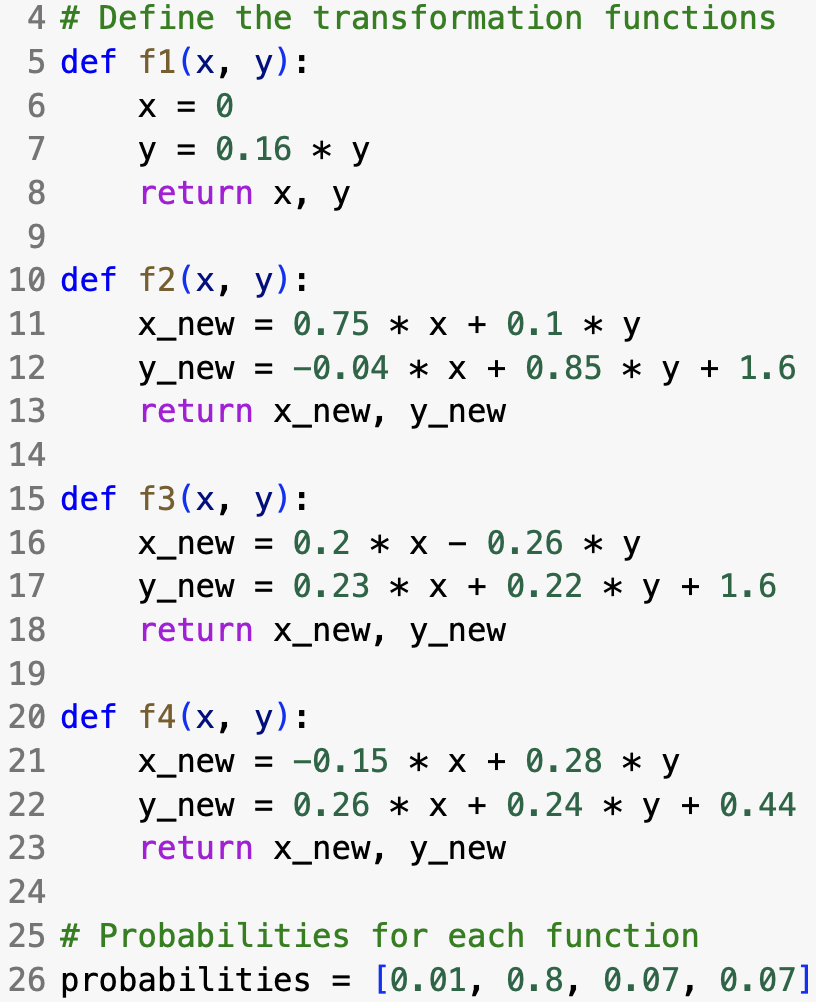 4 # Define the transformation functions
5 def f1(x, y):
6     x = 0
7     y = 0.16 * y
8     return x, y
9
10 def f2(x, y):
11     x_new = 0.75 * x + 0.1 * y
12     y_new = -0.04 * x + 0.85 * y + 1.6
13     return x_new, y_new
14
15 def f3(x, y):
16     x_new = 0.2 * x - 0.26 * y
17     y_new = 0.23 * x + 0.22 * y + 1.6
18     return x_new, y_new
19
20 def f4(x, y):
21     x_new = -0.15 * x + 0.28 * y
22     y_new = 0.26 * x + 0.24 * y + 0.44
23     return x_new, y_new
24
25 # Probabilities for each function
26 probabilities = [0.01, 0.8, 0.07, 0.07]